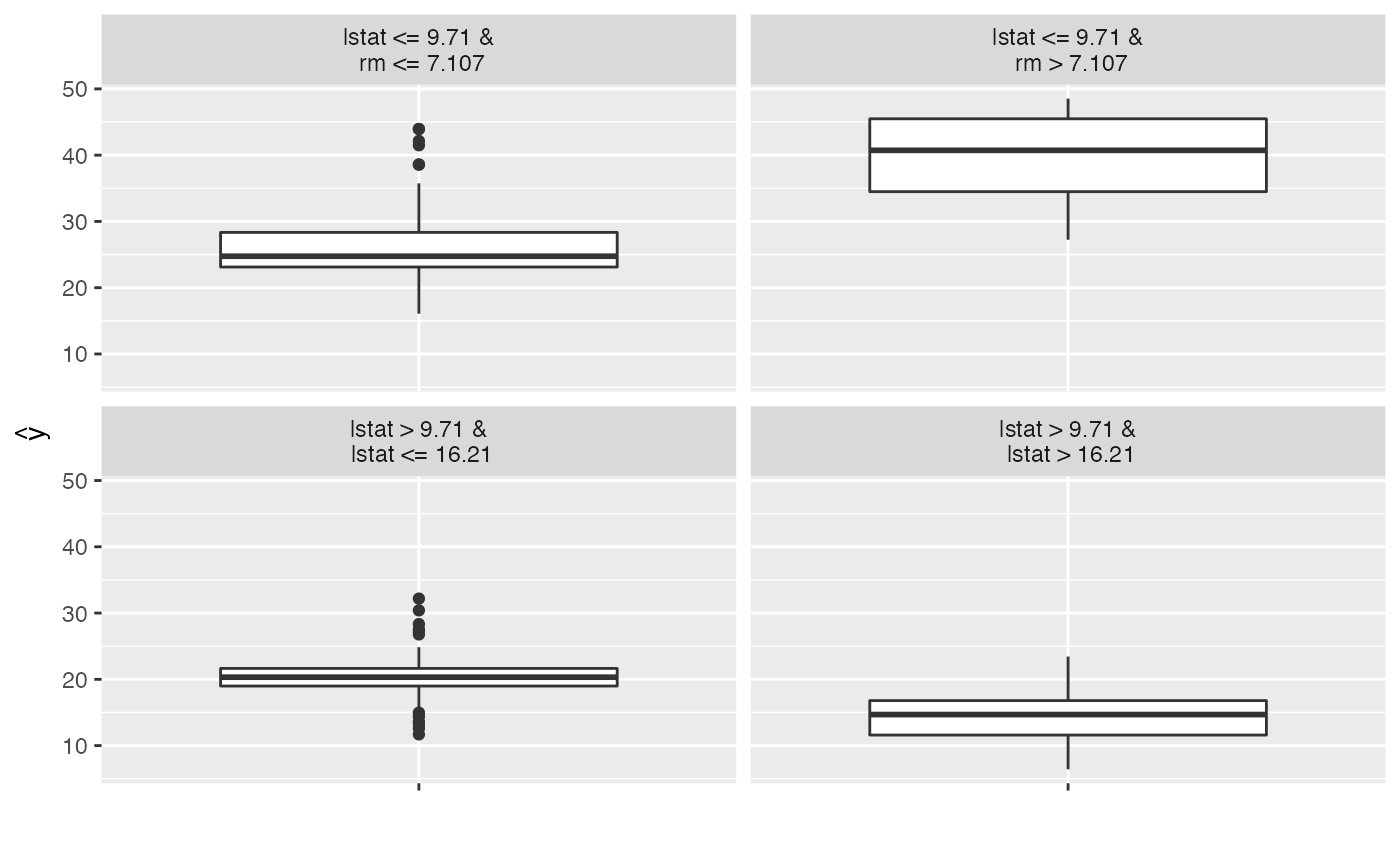 lstat <= 9.71 &
rm <= 7.107
lstat <= 9.71 &
rm > 7.107
50
40
30
20
10
ŷ
lstat > 9.71 &
lstat <= 16.21
lstat > 9.71 &
lstat > 16.21
50
40
30
20
10